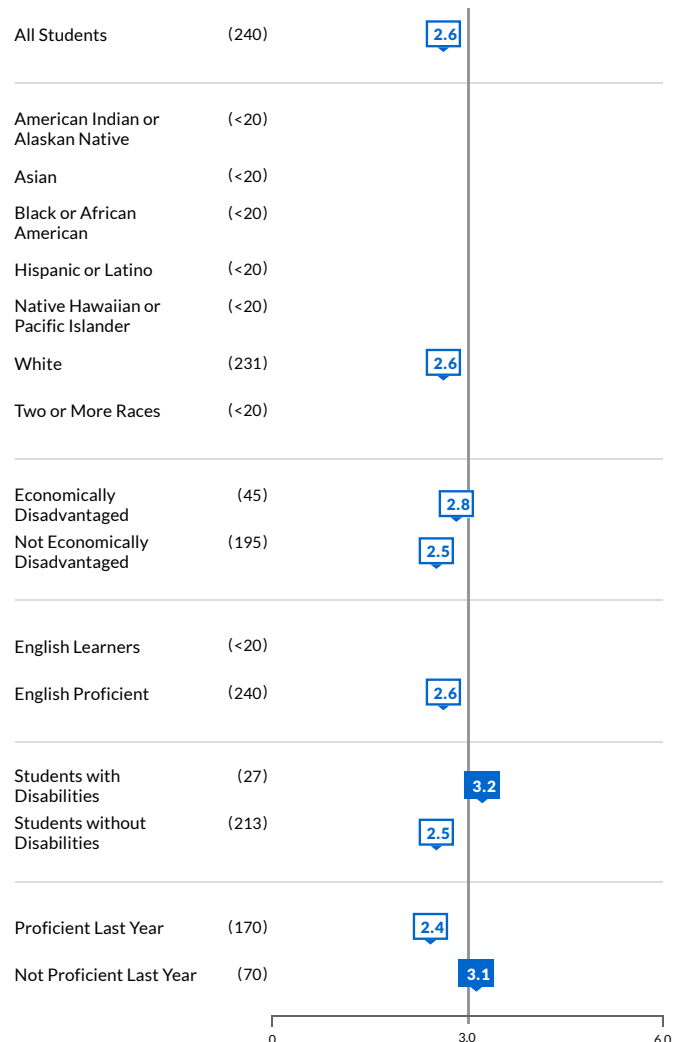 All Students (240) 2.6
American Indian or (<20)
Alaskan Native
Asian (<20)
Black or African (<20)
American
Hispanic or Latino (<20)
Native Hawaiian or (<20)
Pacific Islander
White (231) 2.6
Two or More Races (<20)
Economically (45) 2.8
Disadvantaged
Not Economically (195) 2.5
Disadvantaged
English Learners (<20)
English Proficient (240) 2.6
Students with (27) 3.2
Disabilities
Students without (213) 2.5
Disabilities
Proficient Last Year (170) 2.4
Not Proficient Last Year (70) 3.1
0 3.0 6.0